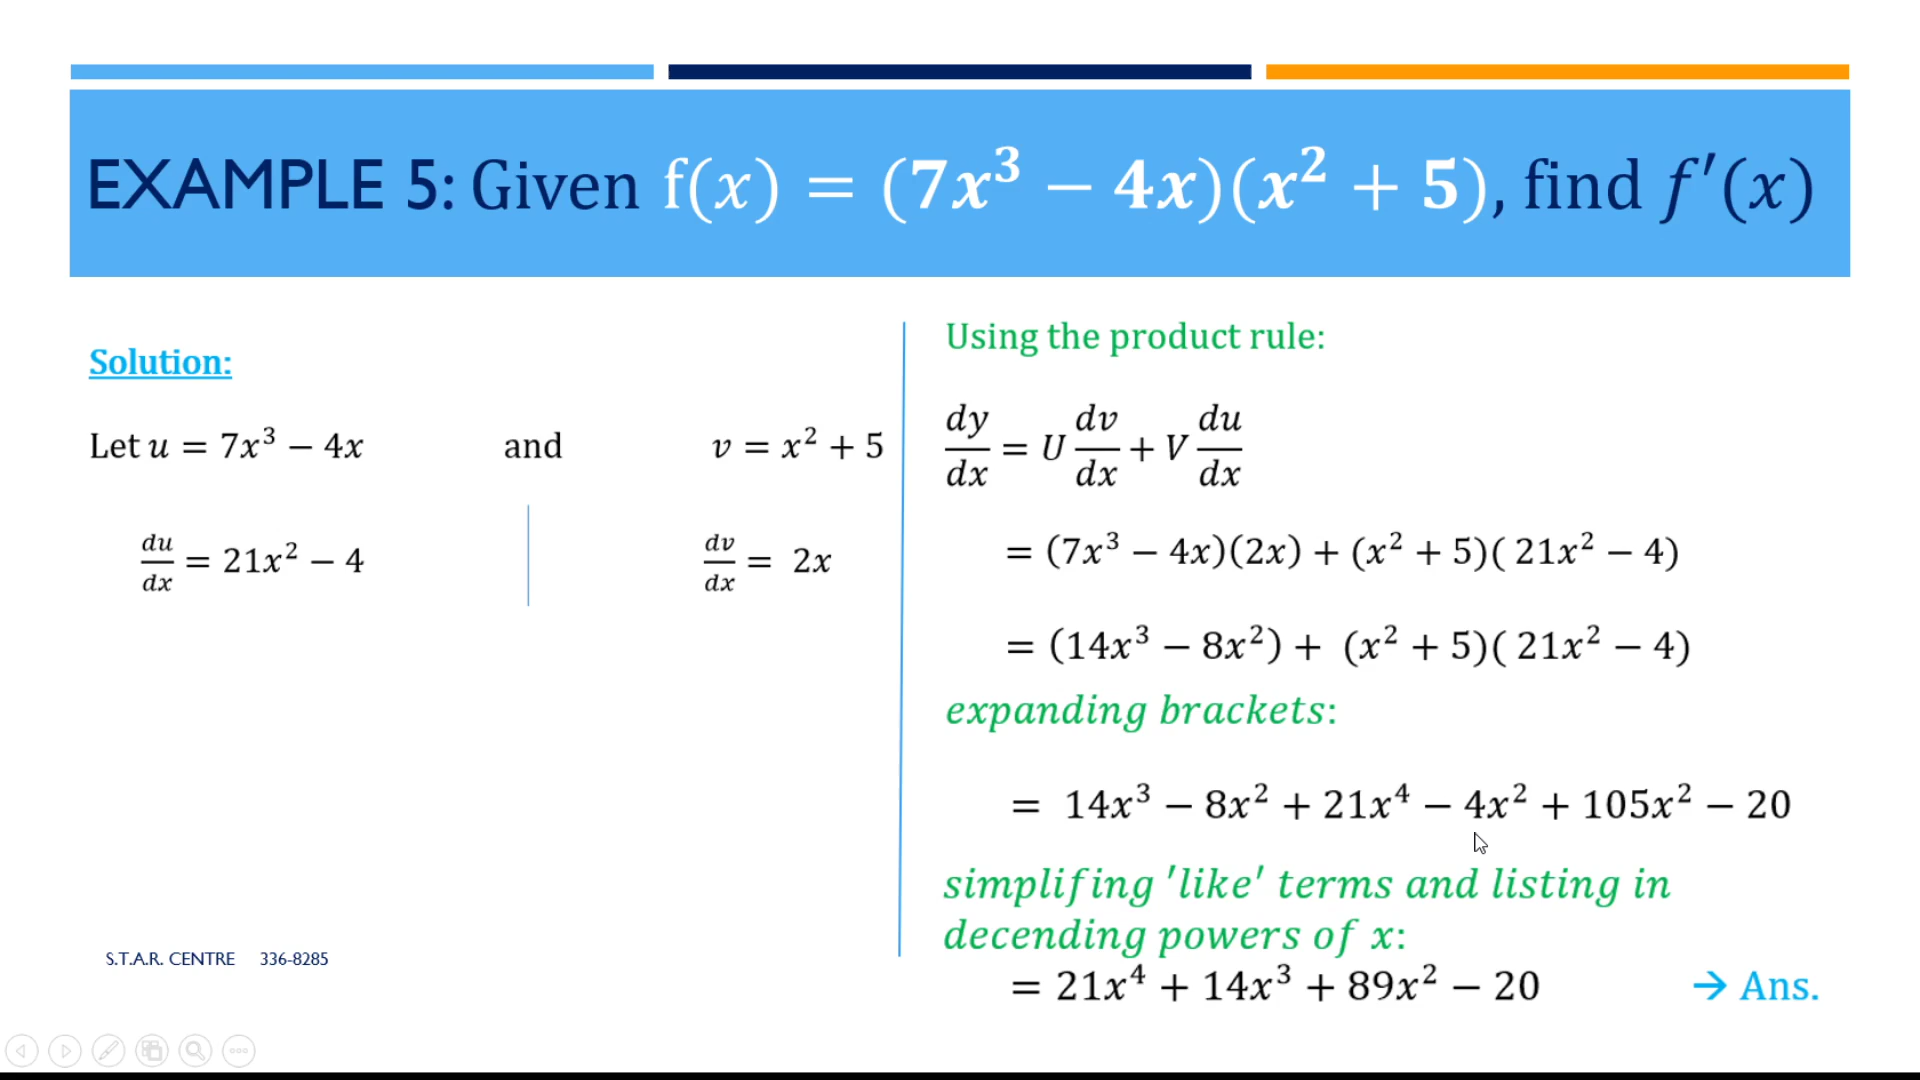 EXAMPLE 5: Given f(x) = (7x³ − 4x)(x² + 5), find f′(x)
Solution:
Let u = 7x³ − 4x and v = x² + 5
du/dx = 21x² − 4 dv/dx = 2x
S.T.A.R. CENTRE 336-8285
Using the product rule:
dy/dx = U dv/dx + V du/dx
= (7x³ − 4x)(2x) + (x² + 5)( 21x² − 4)
= (14x³ − 8x²) + (x² + 5)( 21x² − 4)
expanding brackets:
= 14x³ − 8x² + 21x⁴ − 4x² + 105x² − 20
simplifing ′like′ terms and listing in
decending powers of x:
= 21x⁴ + 14x³ + 89x² − 20 → Ans.